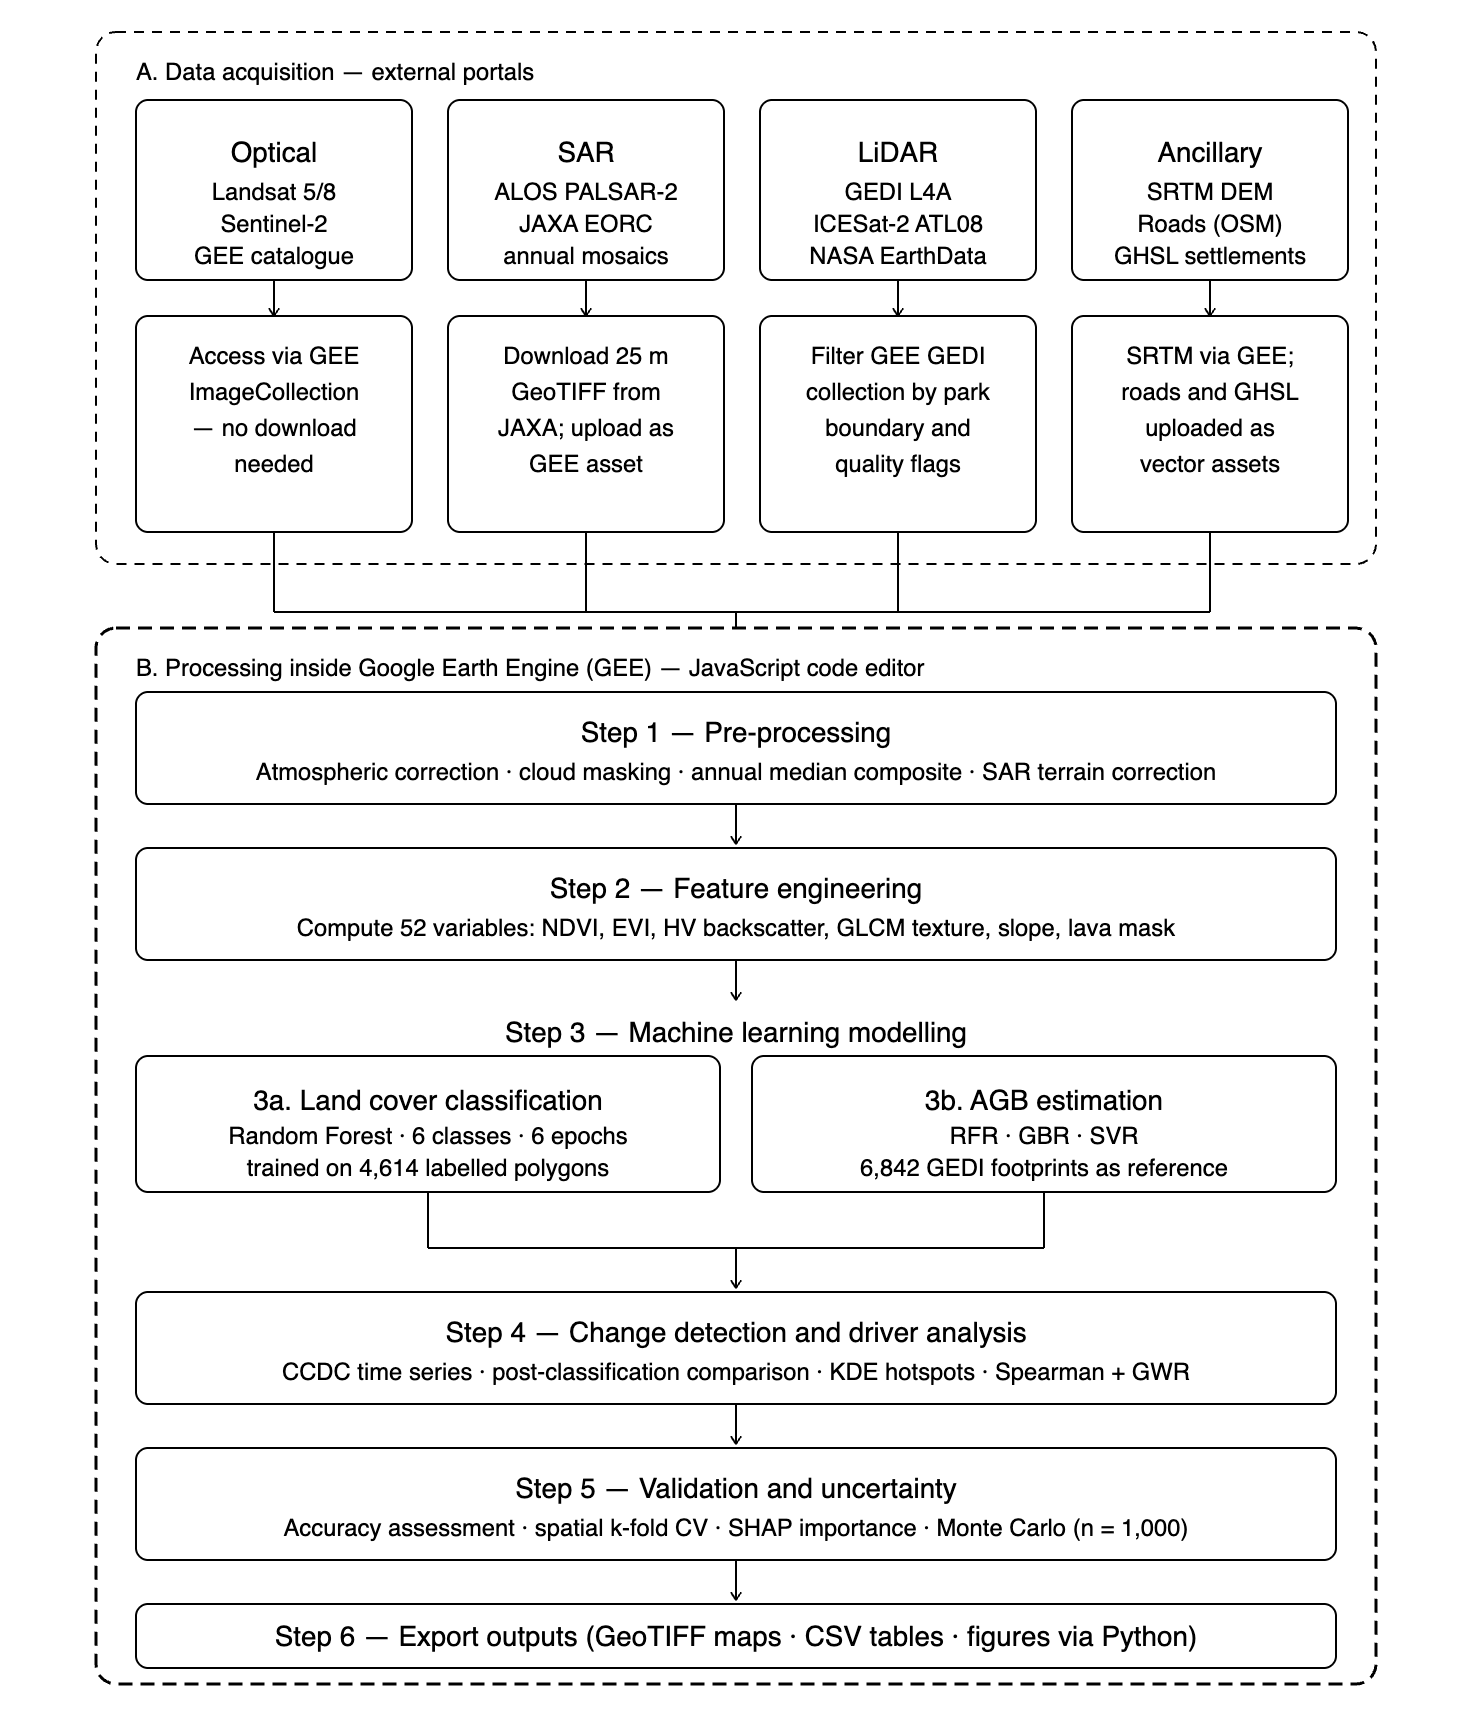 A. Data acquisition — external portals
Optical
Landsat 5/8
Sentinel-2
GEE catalogue
SAR
ALOS PALSAR-2
JAXA EORC
annual mosaics
LiDAR
GEDI L4A
ICESat-2 ATL08
NASA EarthData
Ancillary
SRTM DEM
Roads (OSM)
GHSL settlements
Access via GEE
ImageCollection
— no download
needed
Download 25 m
GeoTIFF from
JAXA; upload as
GEE asset
Filter GEE GEDI
collection by park
boundary and
quality flags
SRTM via GEE;
roads and GHSL
uploaded as
vector assets
B. Processing inside Google Earth Engine (GEE) — JavaScript code editor
Step 1 — Pre-processing
Atmospheric correction · cloud masking · annual median composite · SAR terrain correction
Step 2 — Feature engineering
Compute 52 variables: NDVI, EVI, HV backscatter, GLCM texture, slope, lava mask
Step 3 — Machine learning modelling
3a. Land cover classification
Random Forest · 6 classes · 6 epochs
trained on 4,614 labelled polygons
3b. AGB estimation
RFR · GBR · SVR
6,842 GEDI footprints as reference
Step 4 — Change detection and driver analysis
CCDC time series · post-classification comparison · KDE hotspots · Spearman + GWR
Step 5 — Validation and uncertainty
Accuracy assessment · spatial k-fold CV · SHAP importance · Monte Carlo (n = 1,000)
Step 6 — Export outputs (GeoTIFF maps · CSV tables · figures via Python)